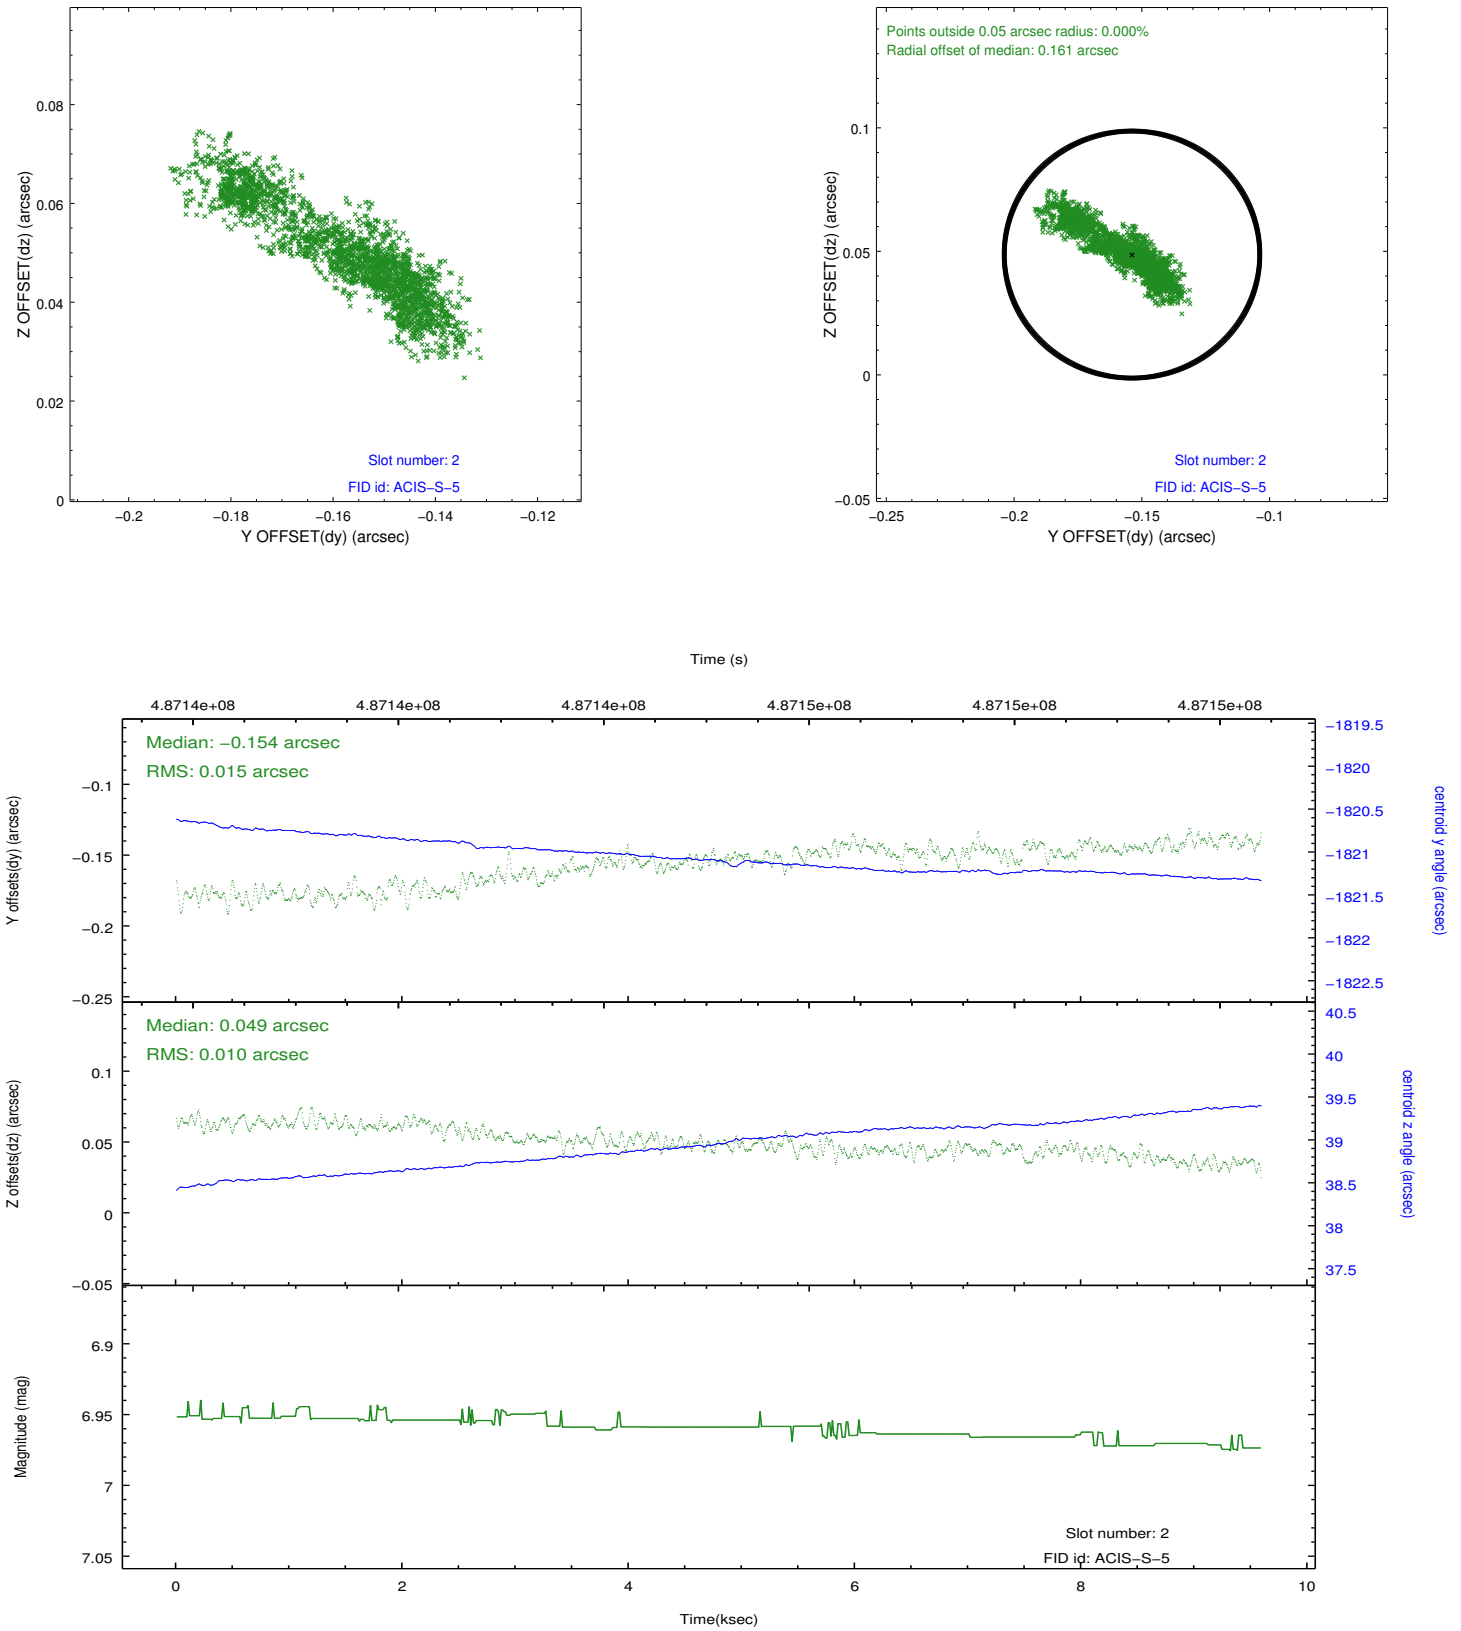 0.08
0.06
0.04
0.02
0
Z OFFSET(dz) (arcsec)
Slot number: 2
FID id: ACIS−S−5
−0.2 −0.18 −0.16 −0.14 −0.12
Y OFFSET(dy) (arcsec)
Points outside 0.05 arcsec radius: 0.000%
Radial offset of median: 0.161 arcsec
0.1
0.05
0
−0.05
Z OFFSET(dz) (arcsec)
Slot number: 2
FID id: ACIS−S−5
−0.25 −0.2 −0.15 −0.1
Y OFFSET(dy) (arcsec)
Time (s)
4.8714e+08 4.8714e+08 4.8714e+08 4.8715e+08 4.8715e+08 4.8715e+08
Median: −0.154 arcsec
RMS: 0.015 arcsec
−0.1
−0.15
−0.2
−0.25
Y offsets(dy) (arcsec)
−1819.5
−1820
−1820.5
−1821
−1821.5
−1822
−1822.5
centroid y angle (arcsec)
Median: 0.049 arcsec
RMS: 0.010 arcsec
0.1
0.05
0
−0.05
Z offsets(dz) (arcsec)
40.5
40
39.5
39
38.5
38
37.5
centroid z angle (arcsec)
6.9
6.95
7
7.05
Magnitude (mag)
Slot number: 2
FID id: ACIS−S−5
0 2 4 6 8 10
Time(ksec)